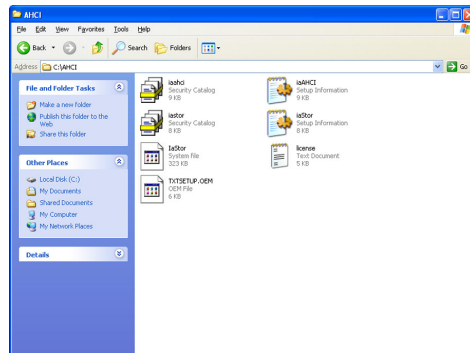 AHCI
File Edit View Favorites Tools Help
Back Search Folders
Address C:\AHCI Go
File and Folder Tasks
Make a new folder
Publish this folder to the
Web
Share this folder
Other Places
Local Disk (C:)
My Documents
Shared Documents
My Computer
My Network Places
Details
iaahci
Security Catalog
9 KB
iaAHCI
Setup Information
9 KB
iastor
Security Catalog
8 KB
iaStor
Setup Information
8 KB
IaStor
System file
323 KB
license
Text Document
5 KB
TXTSETUP.OEM
OEM File
6 KB